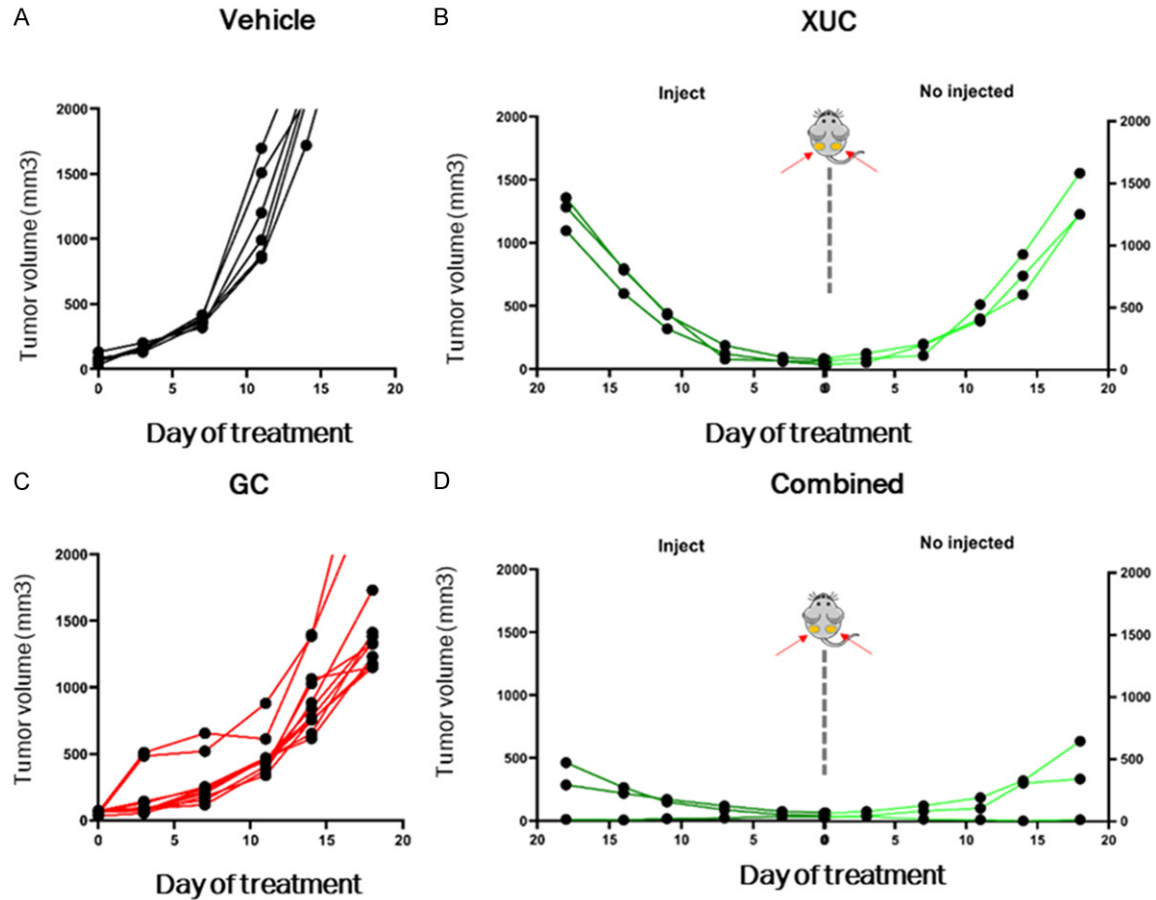 A
Vehicle
Tumor volume (mm3)
2000
1500
1000
500
0
0 5 10 15 20
Day of treatment
B
XUC
Inject
No injected
Tumor volume (mm3)
2000
1500
1000
500
0
2000
1500
1000
500
0
20 15 10 5 0 5 10 15 20
Day of treatment
C
GC
Tumor volume (mm3)
2000
1500
1000
500
0
0 5 10 15 20
Day of treatment
D
Combined
Inject
No injected
Tumor volume (mm3)
2000
1500
1000
500
0
2000
1500
1000
500
0
20 15 10 5 0 5 10 15 20
Day of treatment